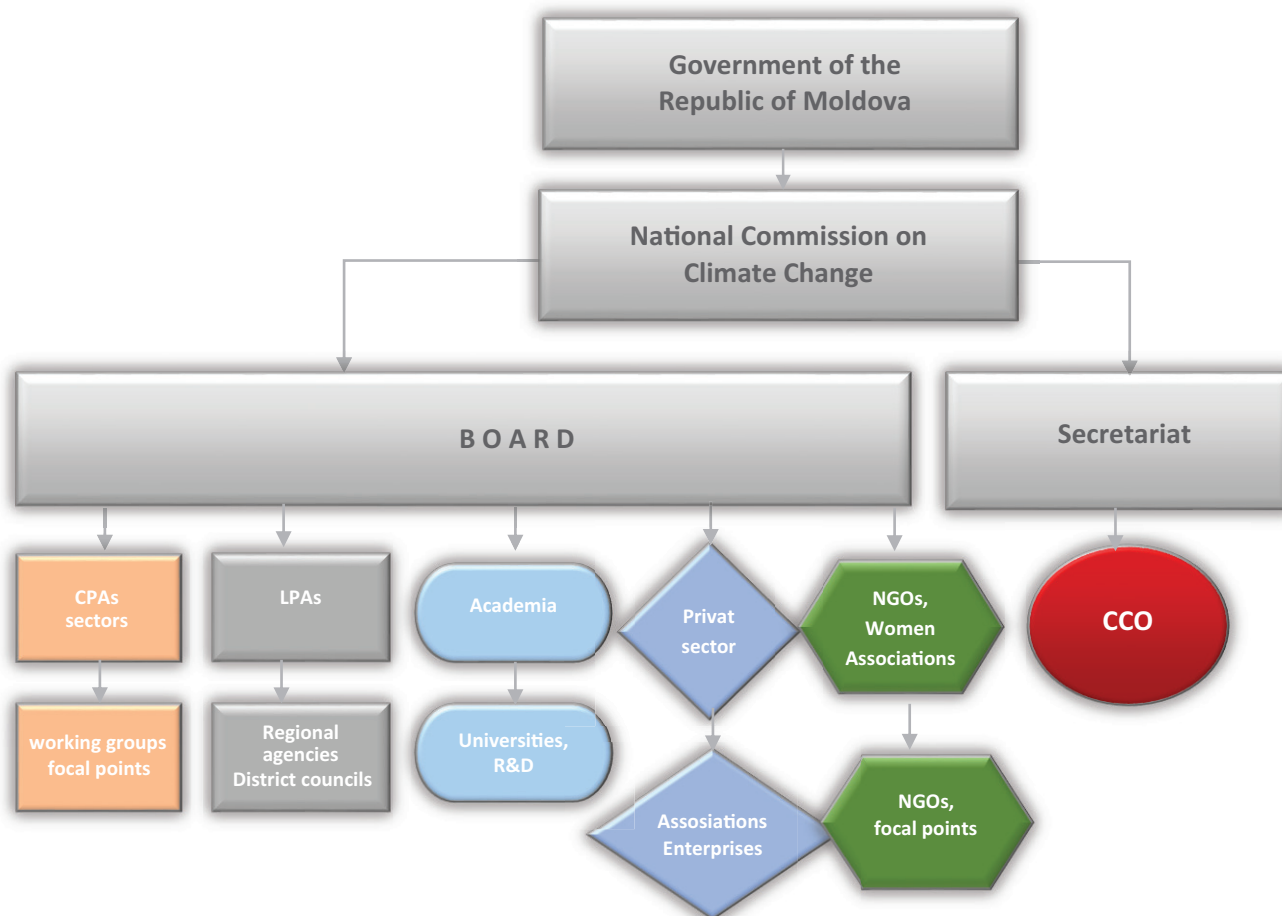 Government of the
Republic of Moldova
National Commission on
Climate Change
B O A R D
Secretariat
CPAs
sectors
LPAs
Academia
Privat
sector
NGOs,
Women
Associations
CCO
working groups
focal points
Regional
agencies
District councils
Universities,
R&D
Assosiations
Enterprises
NGOs,
focal points